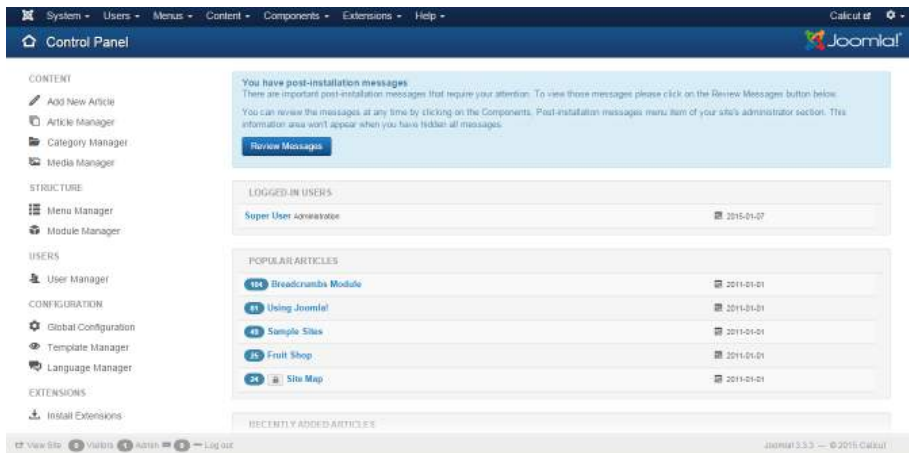 System Users Menus Content Components Extensions Help Calicut
Control Panel Joomla!
CONTENT
Add New Article
Article Manager
Category Manager
Media Manager
STRUCTURE
Menu Manager
Module Manager
USERS
User Manager
CONFIGURATION
Global Configuration
Template Manager
Language Manager
EXTENSIONS
Install Extensions
You have post-installation messages
There are important post-installation messages that require your attention. To view those messages please click on the Review Messages button below.
You can review the messages at any time by clicking on the Components, Post-installation messages menu item of your site's administrator section. This
information area won't appear when you have hidden all messages.
Review Messages
LOGGED-IN USERS
Super User Administration 2015-01-07
POPULAR ARTICLES
104 Breadcrumbs Module 2011-01-01
Using Joomla! 2011-01-01
Sample Sites 2011-01-01
Fruit Shop 2011-01-01
Site Map 2011-01-01
RECENTLY ADDED ARTICLES
View Site Visitors Admin Log out Joomla! 3.3.3 — © 2015 Calicut